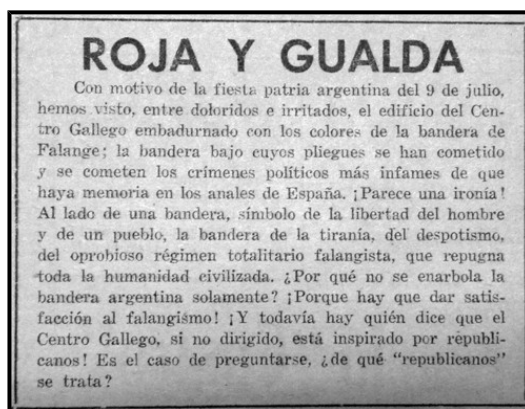 ROJA Y GUALDA
Con motivo de la fiesta patria argentina del 9 de julio,
hemos visto, entre doloridos e irritados, el edificio del Cen-
tro Gallego embadurnado con los colores de la bandera de
Falange; la bandera bajo cuyos pliegues se han cometido
y se cometen los crímenes políticos más infames de que
haya memoria en los anales de España. ¡Parece una ironía!
Al lado de una bandera, símbolo de la libertad del hombre
y de un pueblo, la bandera de la tiranía, del despotismo,
del oprobioso régimen totalitario falangista, que repugna
toda la humanidad civilizada. ¿Por qué no se enarbola la
bandera argentina solamente? ¡Porque hay que dar satis-
facción al falangismo! ¡Y todavía hay quién dice que el
Centro Gallego, si no dirigido, está inspirado por republi-
canos! Es el caso de preguntarse, ¿de qué "republicanos"
se trata?